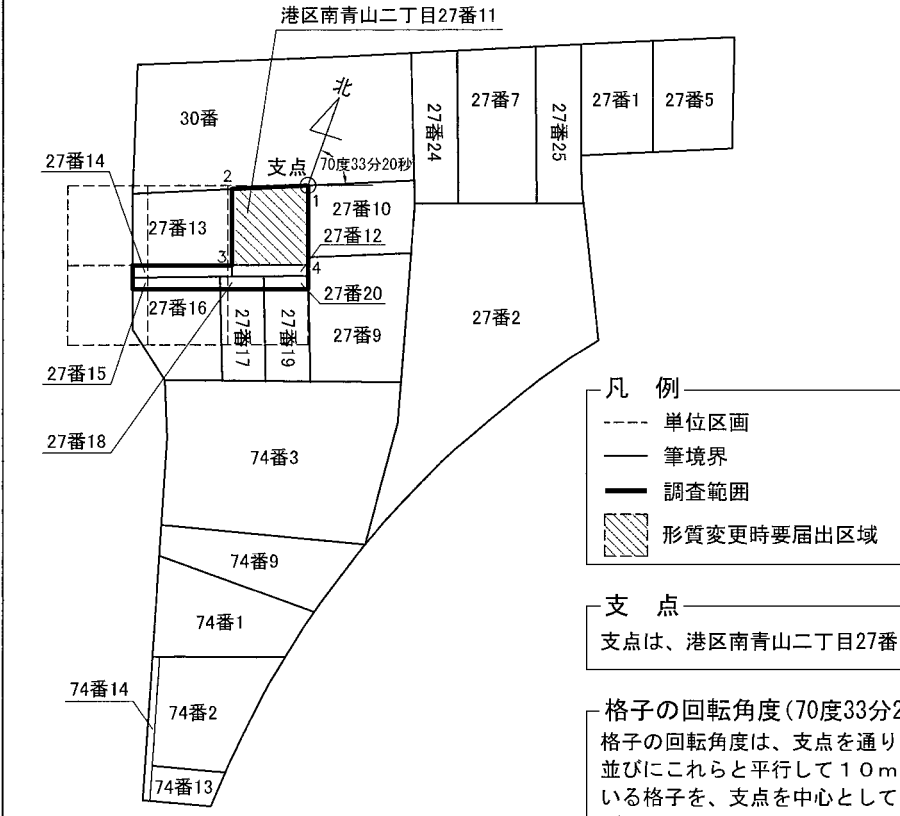 港区南青山二丁目27番11
30番
27番24
27番7
27番25
27番1
27番5
北
支点
70度33分20秒
27番14
2
1
27番13
27番10
27番12
3
4
27番20
27番16
27番17
27番19
27番9
27番2
27番15
27番18
74番3
74番9
74番1
74番14
74番2
74番13
凡 例
単位区画
筆境界
調査範囲
形質変更時要届出区域
支 点
支点は、港区南青山二丁目27番
格子の回転角度(70度33分2
格子の回転角度は、支点を通り
並びにこれらと平行して10m
いる格子を、支点を中心として